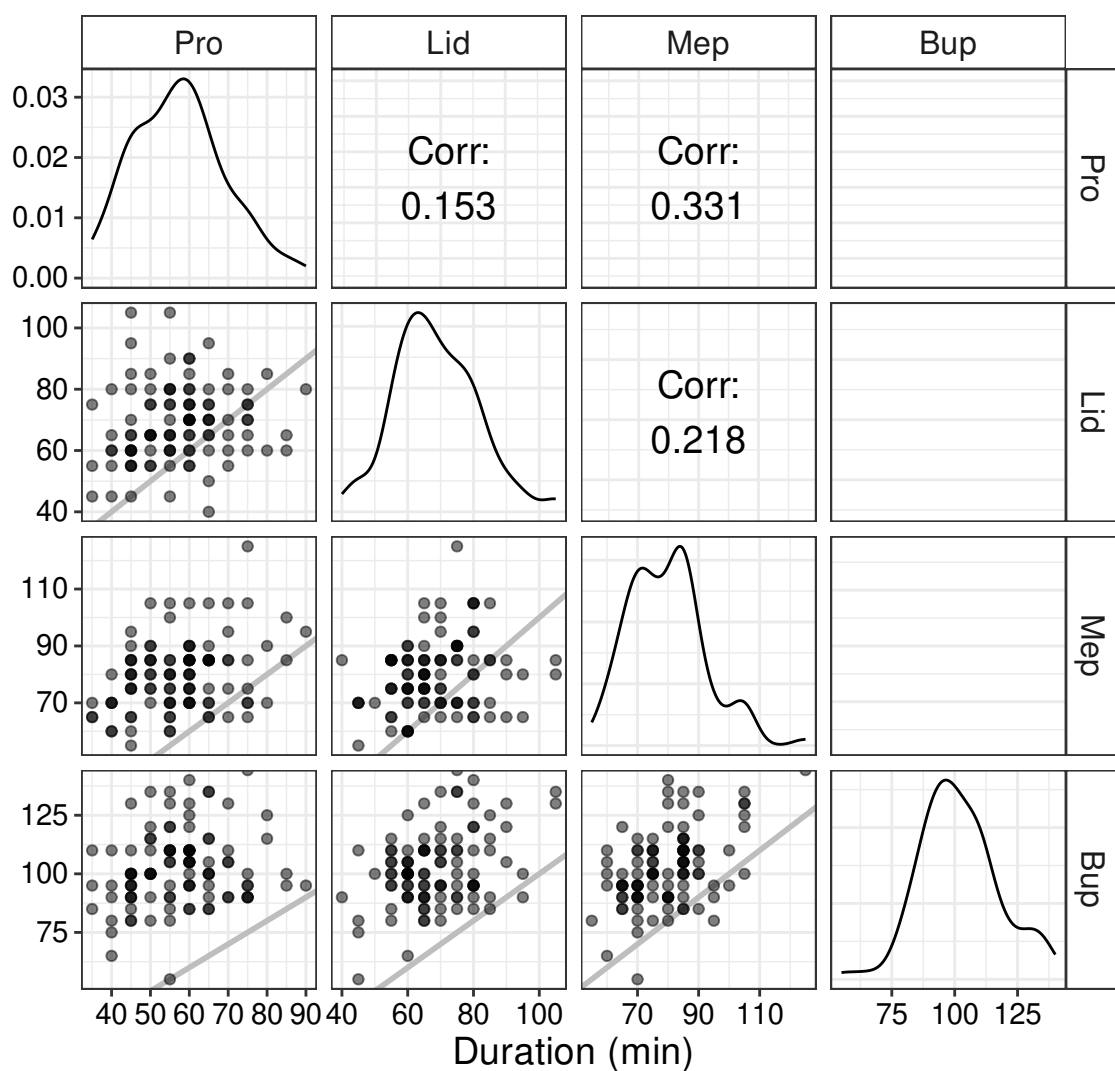 Pro Lid Mep Bup
0.03
0.02
0.01
0.00
Corr:
0.153
Corr:
0.331
Pro
100
80
60
40
Corr:
0.218
Lid
110
90
70
Mep
125
100
75
Bup
40 50 60 70 80 90 40 60 80 100 70 90 110 75 100 125
Duration (min)